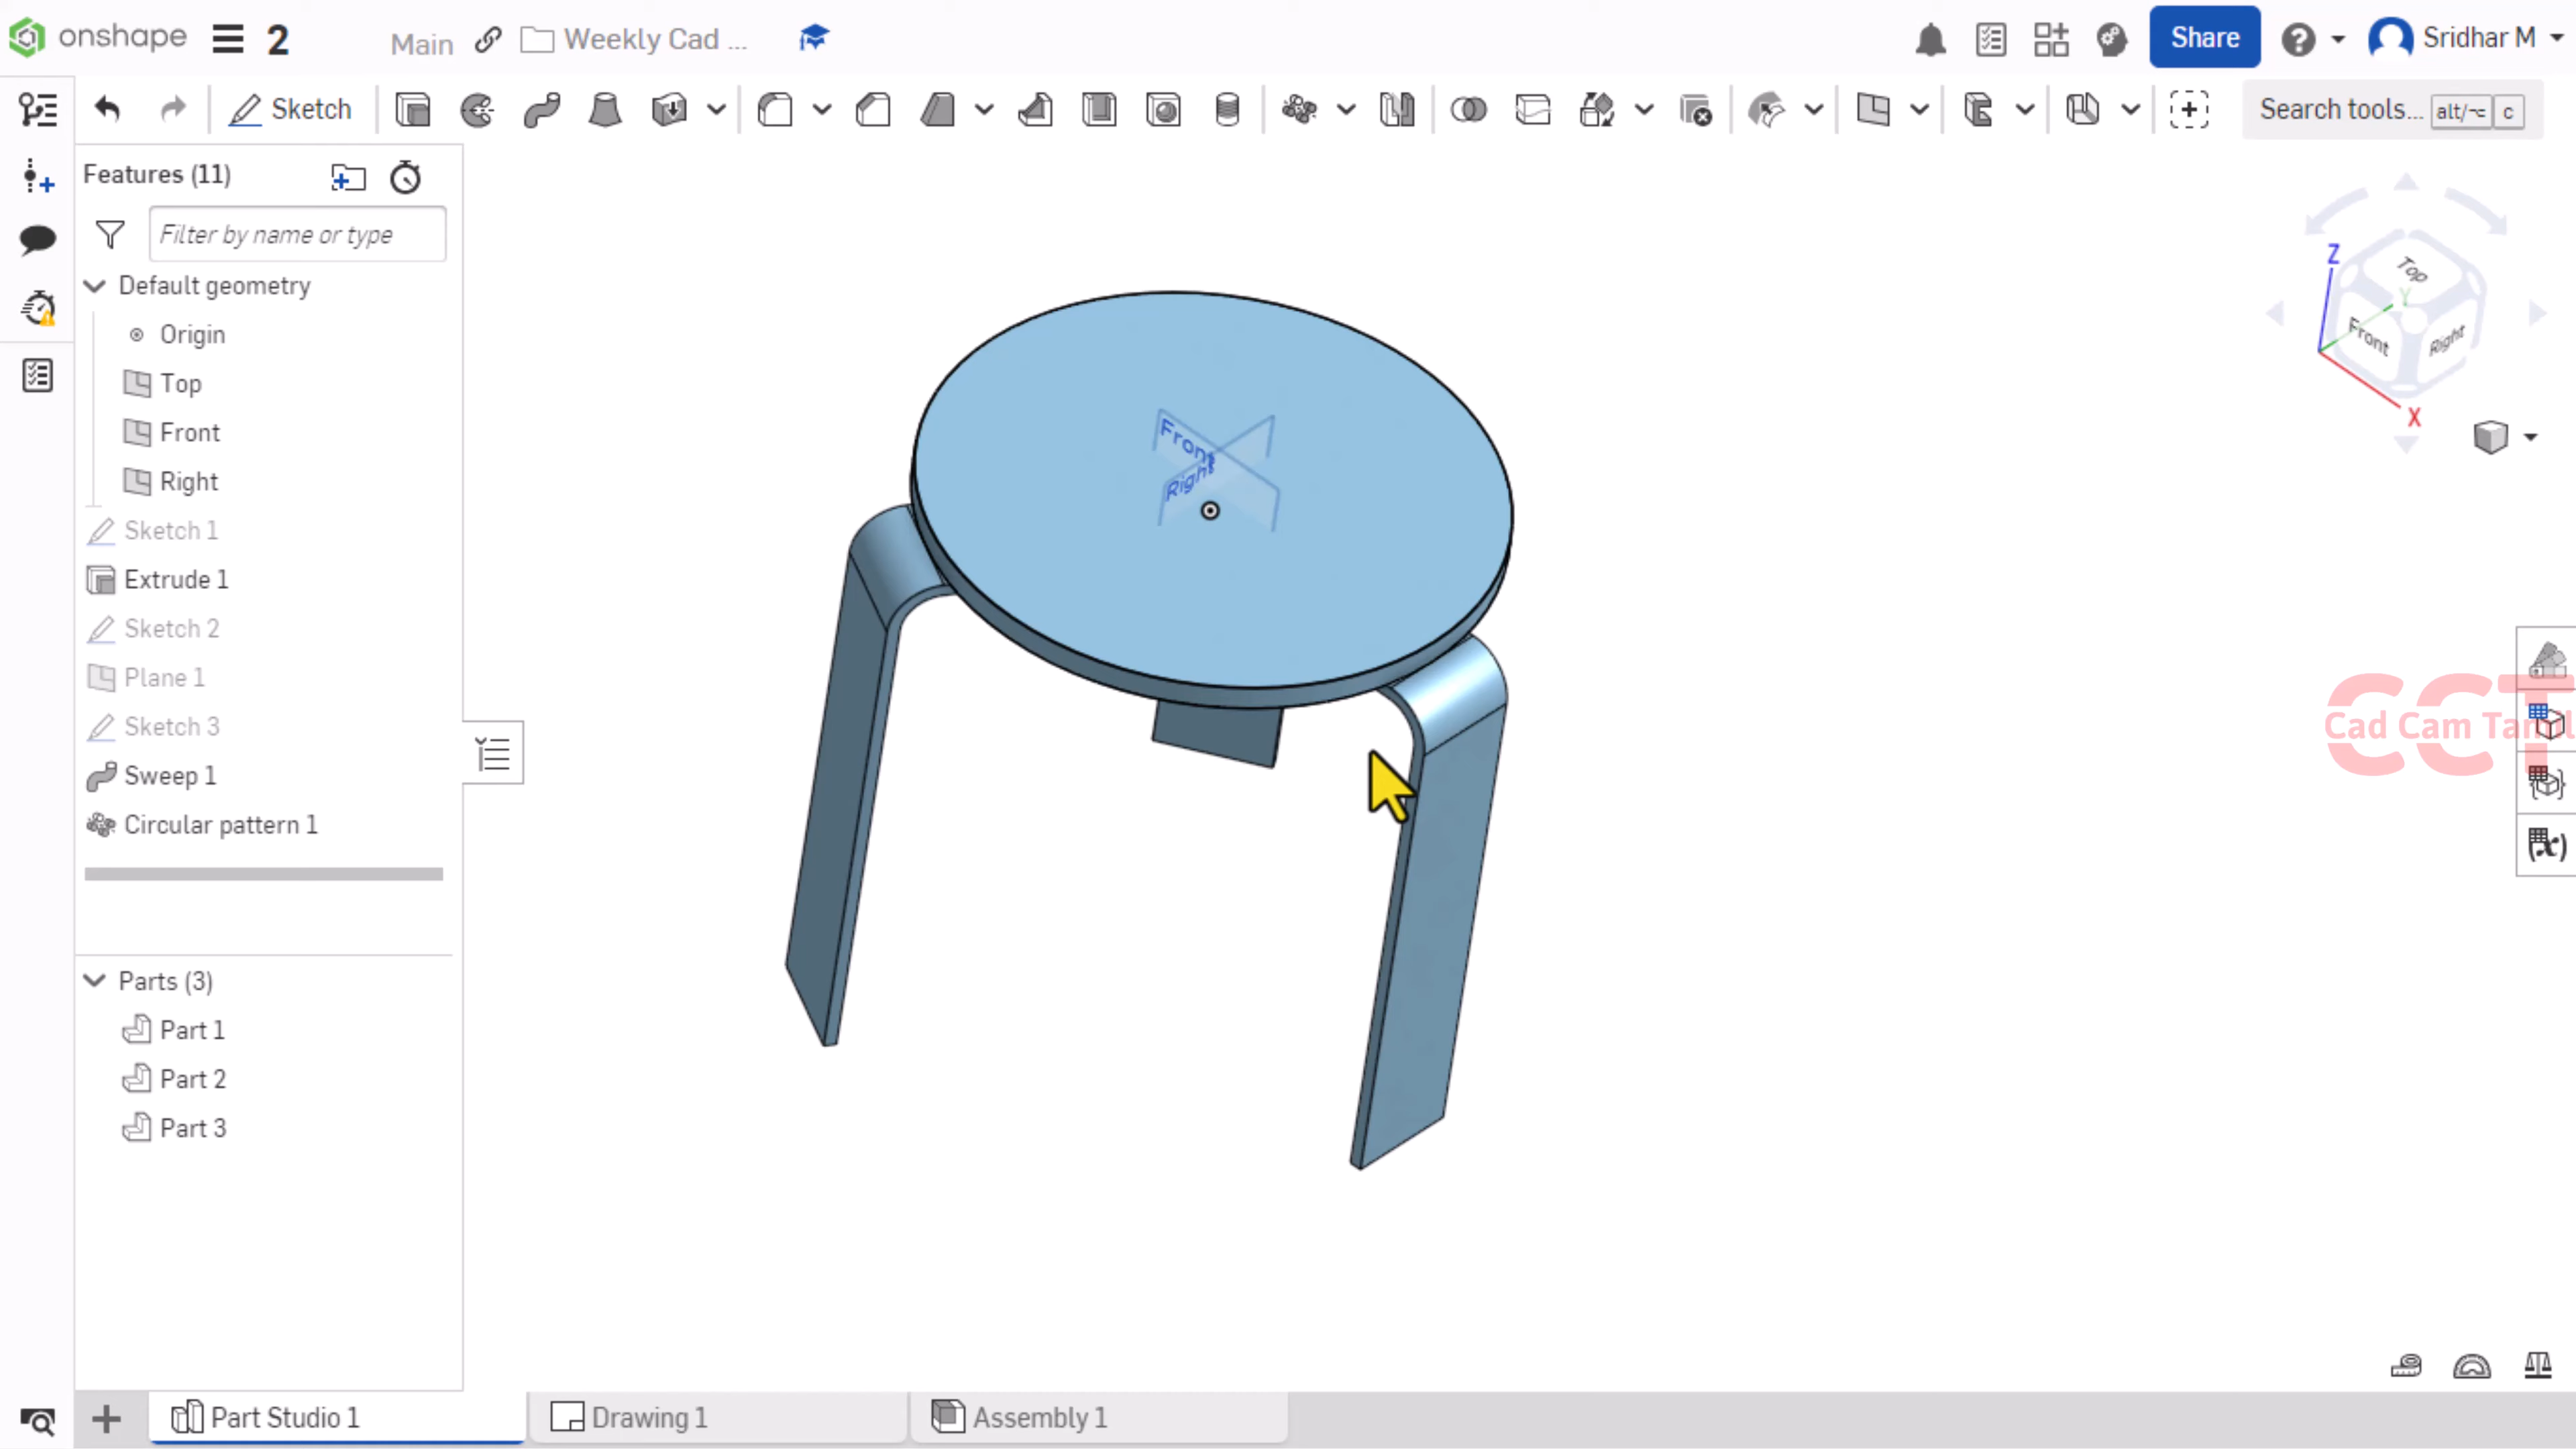 onshape
2
Main
Weekly Cad ...
Share
Sridhar M
Sketch
Search tools... alt/⌥ c
Features (11)
Filter by name or type
Default geometry
Origin
Top
Front
Right
Sketch 1
Extrude 1
Sketch 2
Plane 1
Sketch 3
Sweep 1
Circular pattern 1
Parts (3)
Part 1
Part 2
Part 3
Front
Right
Z
Top
Y
Front
Right
X
CCT
Cad Cam Tamil
(x)
Part Studio 1
Drawing 1
Assembly 1